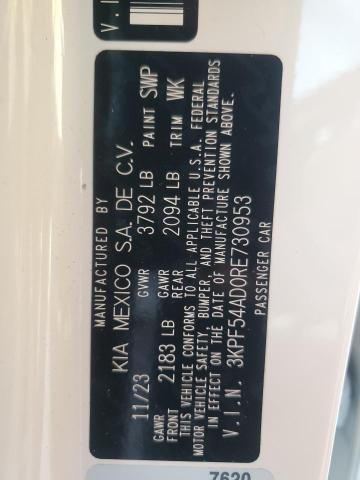 V.I
MANUFACTURED BY
KIA MEXICO S.A. DE C.V.
11/23 GVWR 3792 LB PAINT SWP
GAWR FRONT 2183 LB GAWR REAR 2094 LB TRIM WK
THIS VEHICLE CONFORMS TO ALL APPLICABLE U.S.A. FEDERAL
MOTOR VEHICLE SAFETY, BUMPER, AND THEFT PREVENTION STANDARDS
IN EFFECT ON THE DATE OF MANUFACTURE SHOWN ABOVE.
V.I.N. 3KPF54AD0RE730953
PASSENGER CAR
7620